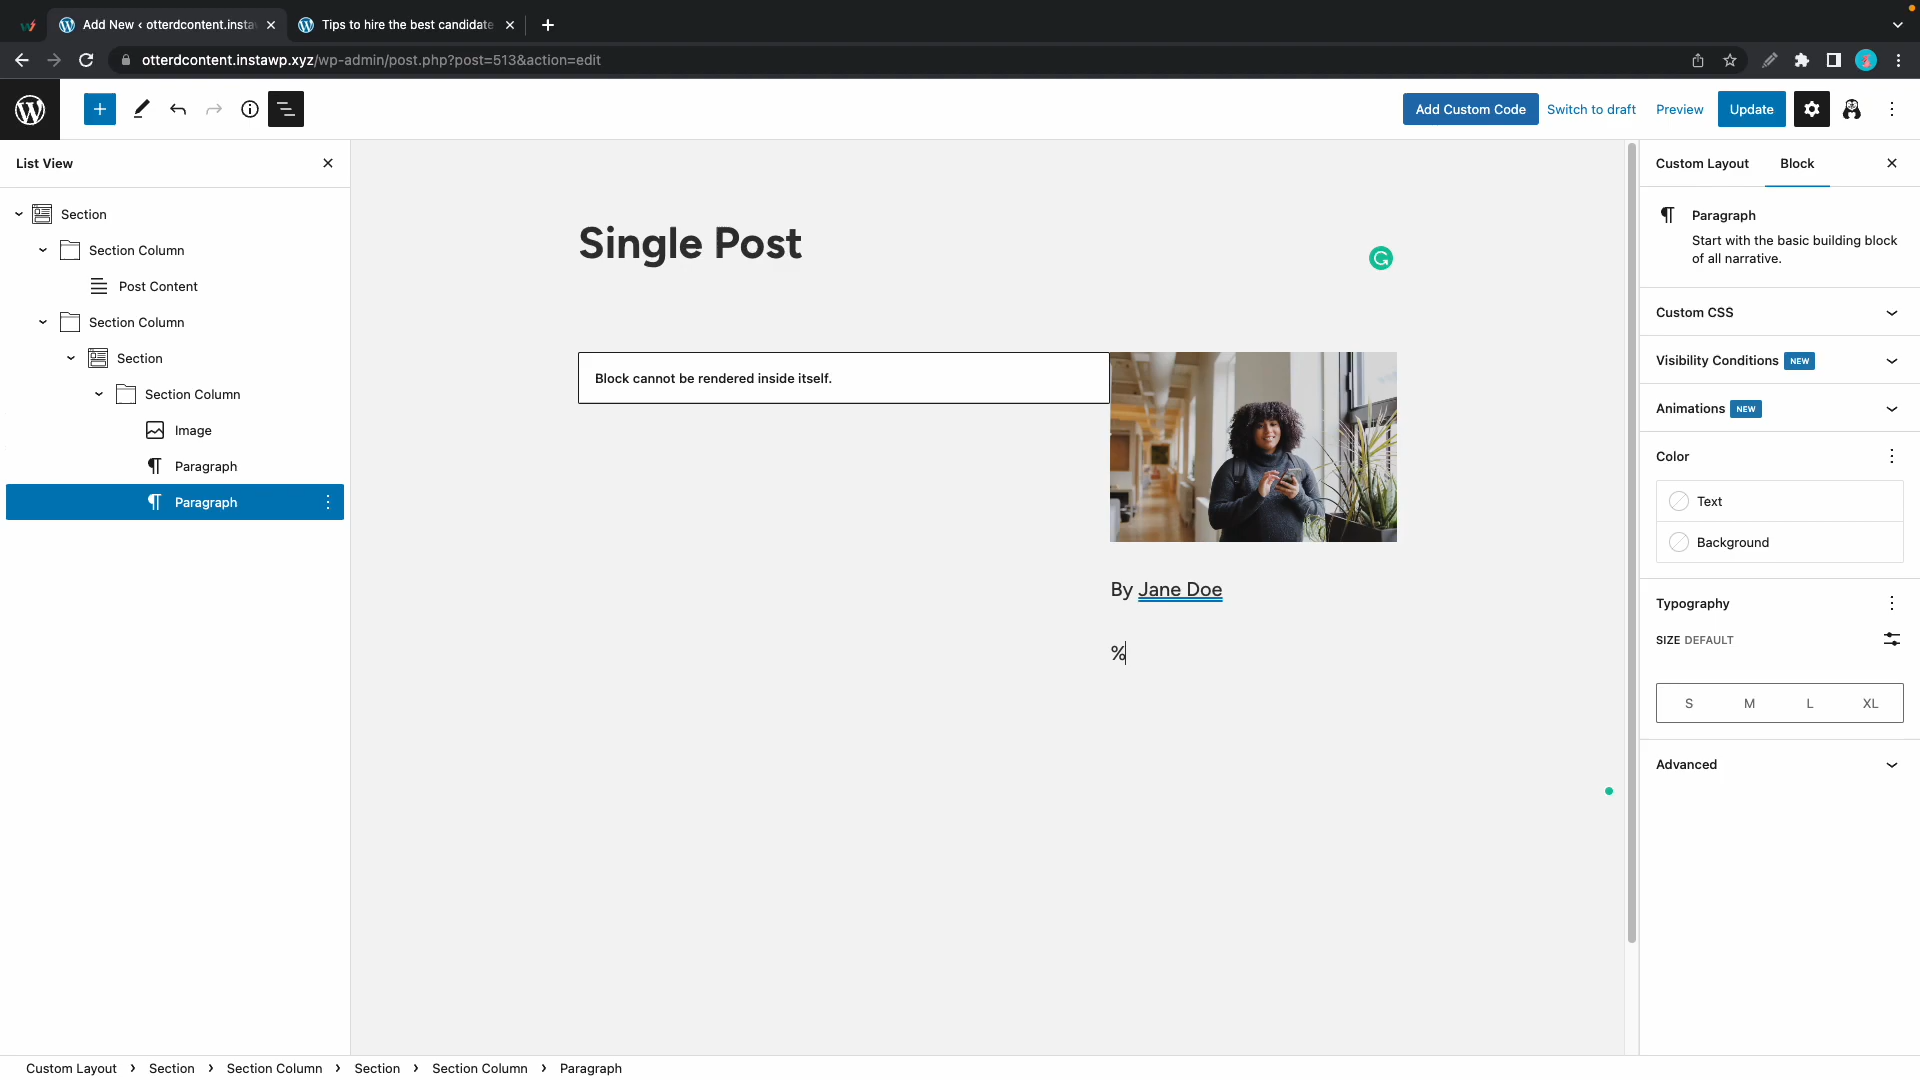 Add New ‹ otterdcontent.insta
Tips to hire the best candidate
otterdcontent.instawp.xyz/wp-admin/post.php?post=513&action=edit
Add Custom Code
Switch to draft
Preview
Update
List View
Section
Section Column
Post Content
Section Column
Section
Section Column
Image
Paragraph
Paragraph
Single Post
Block cannot be rendered inside itself.
By Jane Doe
%
Custom Layout
Block
Paragraph
Start with the basic building block
of all narrative.
Custom CSS
Visibility Conditions NEW
Animations NEW
Color
Text
Background
Typography
SIZE DEFAULT
S M L XL
Advanced
Custom Layout › Section › Section Column › Section › Section Column › Paragraph